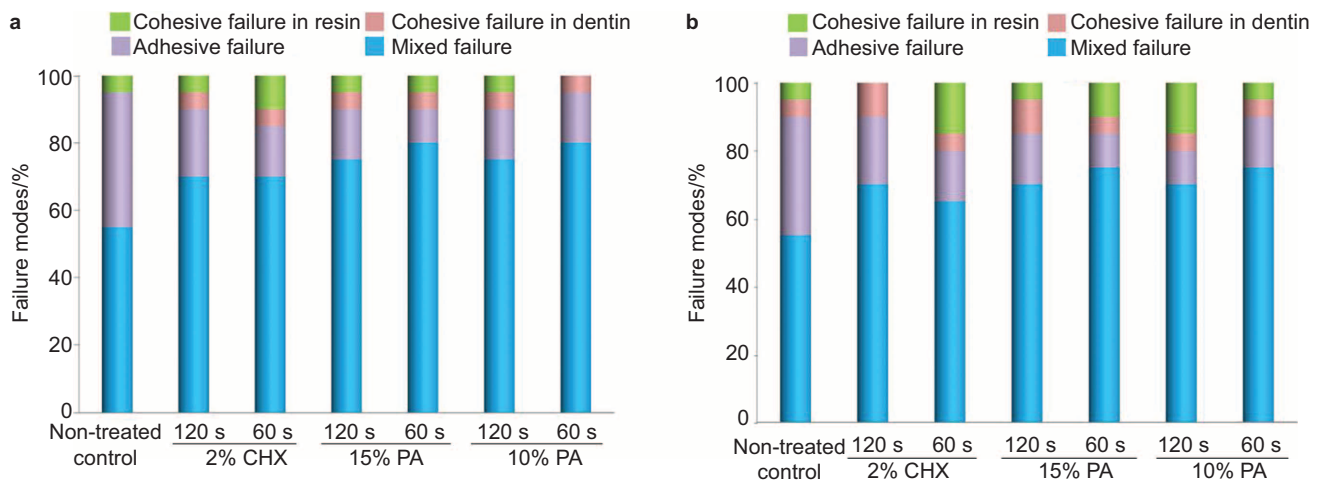 a
Cohesive failure in resin Cohesive failure in dentin
Adhesive failure Mixed failure
Failure modes/%
100
80
60
40
20
0
Non-treated control
120 s 60 s 120 s 60 s 120 s 60 s
2% CHX 15% PA 10% PA
b
Cohesive failure in resin Cohesive failure in dentin
Adhesive failure Mixed failure
Failure modes/%
100
80
60
40
20
0
Non-treated control
120 s 60 s 120 s 60 s 120 s 60 s
2% CHX 15% PA 10% PA